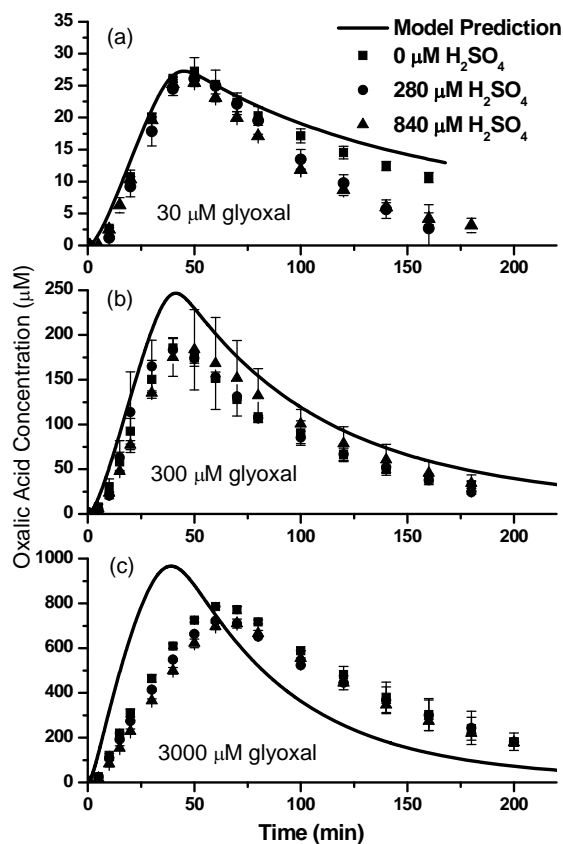 (a)
Model Prediction
0 μM H₂SO₄
280 μM H₂SO₄
840 μM H₂SO₄
30 μM glyoxal
35
30
25
20
15
10
5
0
0 50 100 150 200
(b)
300 μM glyoxal
250
200
150
100
50
0
0 50 100 150 200
(c)
3000 μM glyoxal
1000
800
600
400
200
0
0 50 100 150 200
Oxalic Acid Concentration (μM)
Time (min)